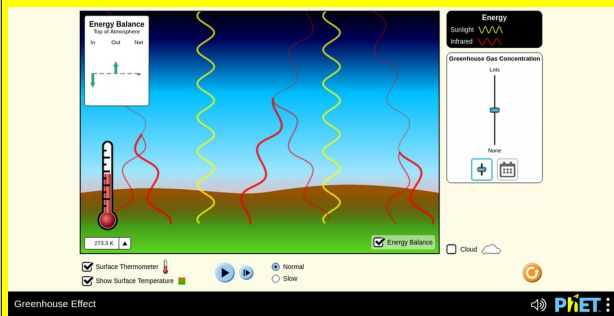 Energy Balance
Top of Atmosphere
In Out Net
273.3 K
Energy Balance
Energy
Sunlight
Infrared
Greenhouse Gas Concentration
Lots
None
Cloud
Surface Thermometer
Show Surface Temperature
Normal
Slow
Greenhouse Effect
PhET